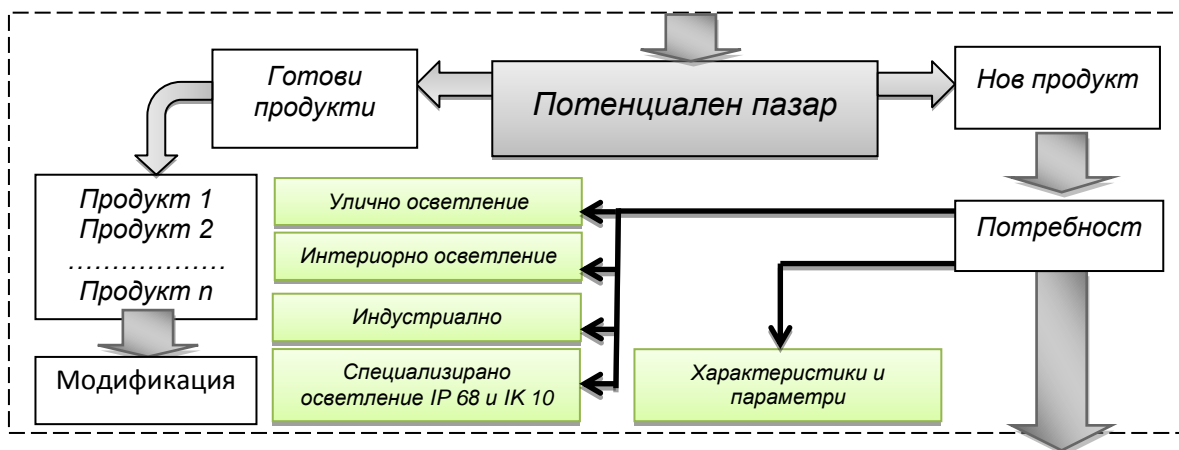 Готови
продукти
Потенциален пазар
Нов продукт
Продукт 1
Продукт 2
………………
Продукт n
Модификация
Улично осветление
Интериорно осветление
Индустриално
Специализирано
осветление IP 68 и IK 10
Потребност
Характеристики и
параметри